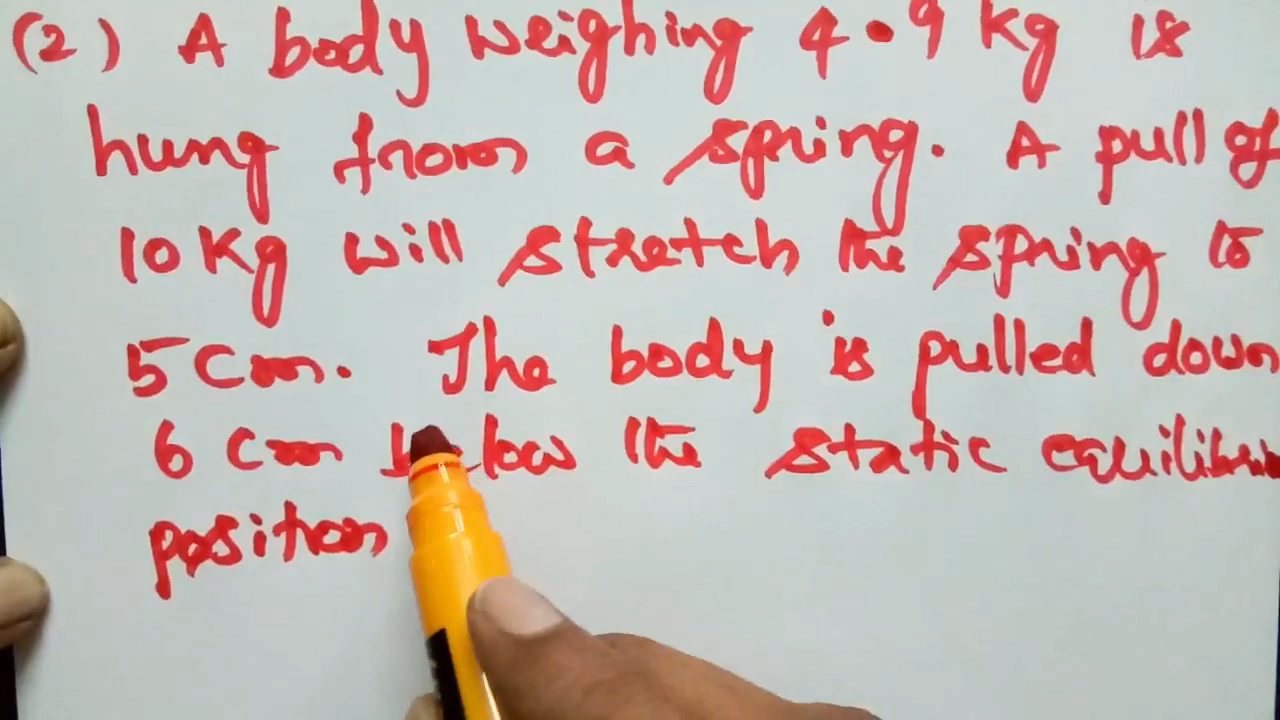 (2) A body weighing 4.9 kg is
hung from a spring. A pull of
10 Kg will stretch the spring to
5 cm. The body is pulled down
6 cm below the static
position